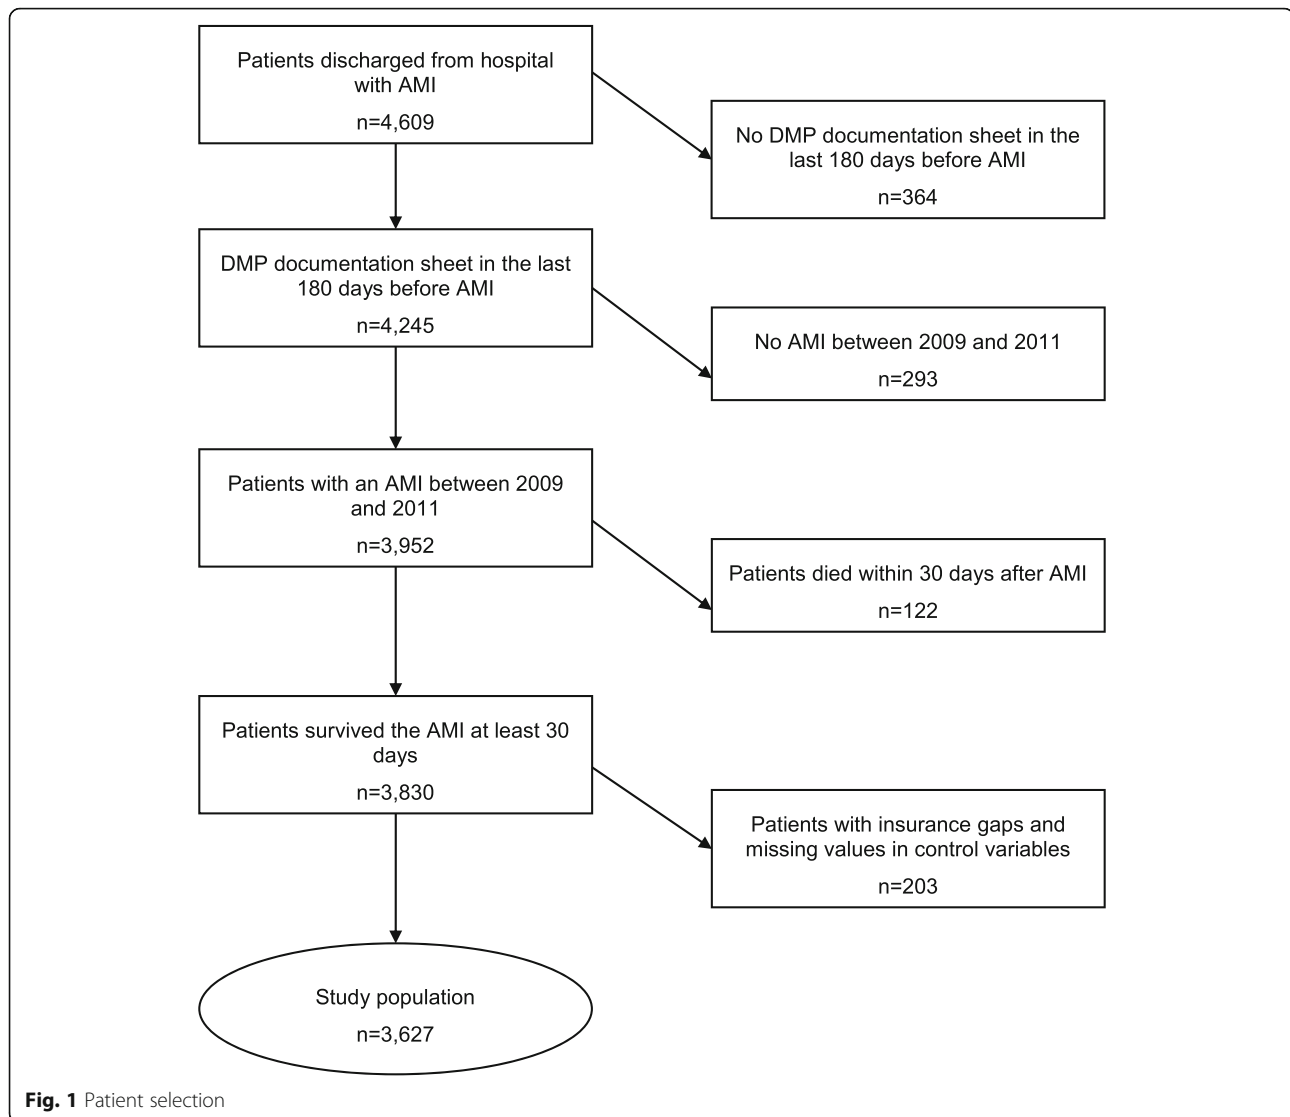 Patients discharged from hospital
with AMI
n=4,609
No DMP documentation sheet in the
last 180 days before AMI
n=364
DMP documentation sheet in the last
180 days before AMI
n=4,245
No AMI between 2009 and 2011
n=293
Patients with an AMI between 2009
and 2011
n=3,952
Patients died within 30 days after AMI
n=122
Patients survived the AMI at least 30
days
n=3,830
Patients with insurance gaps and
missing values in control variables
n=203
Study population
n=3,627
Fig. 1 Patient selection